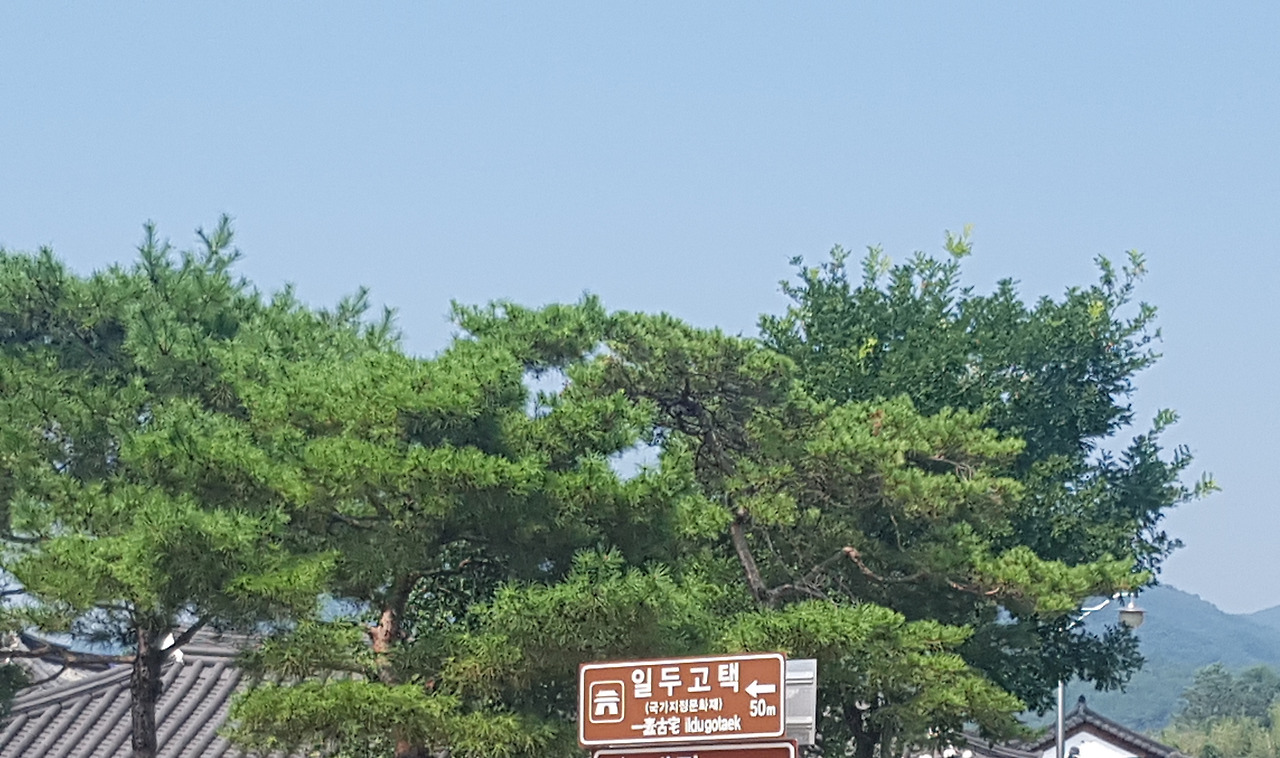 일두고택
(국가지정문화재)
一蠹古宅 ildugotaek
50m